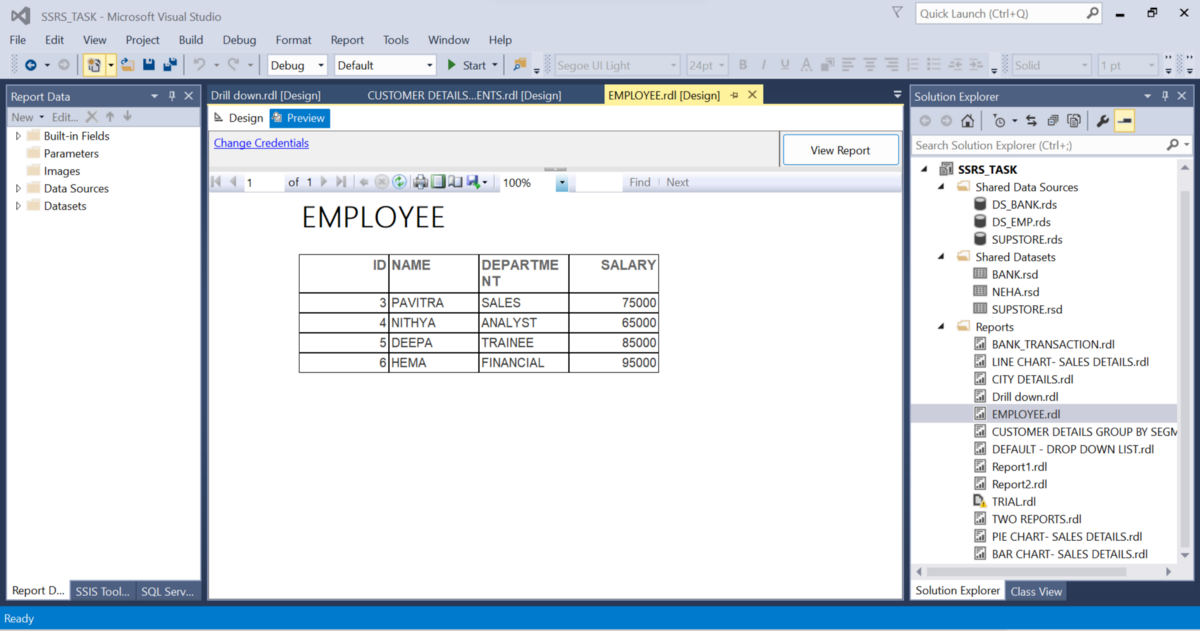 SSRS_TASK - Microsoft Visual Studio
Quick Launch (Ctrl+Q)
File Edit View Project Build Debug Format Report Tools Window Help
Debug Default Start Segoe UI Light 24pt B I U A Solid 1 pt
Report Data
New Edit...
Built-in Fields
Parameters
Images
Data Sources
Datasets
Report D... SSIS Tool... SQL Serv...
Drill down.rdl [Design] CUSTOMER DETAILS...ENTS.rdl [Design] EMPLOYEE.rdl [Design]
Design Preview
Change Credentials
View Report
1 of 1 100% Find | Next
EMPLOYEE
ID NAME DEPARTME
NT SALARY
3 PAVITRA SALES 75000
4 NITHYA ANALYST 65000
5 DEEPA TRAINEE 85000
6 HEMA FINANCIAL 95000
Solution Explorer
Search Solution Explorer (Ctrl+;)
SSRS_TASK
Shared Data Sources
DS_BANK.rds
DS_EMP.rds
SUPSTORE.rds
Shared Datasets
BANK.rsd
NEHA.rsd
SUPSTORE.rsd
Reports
BANK_TRANSACTION.rdl
LINE CHART- SALES DETAILS.rdl
CITY DETAILS.rdl
Drill down.rdl
EMPLOYEE.rdl
CUSTOMER DETAILS GROUP BY SEGM
DEFAULT - DROP DOWN LIST.rdl
Report1.rdl
Report2.rdl
TRIAL.rdl
TWO REPORTS.rdl
PIE CHART- SALES DETAILS.rdl
BAR CHART- SALES DETAILS.rdl
Solution Explorer Class View
Ready